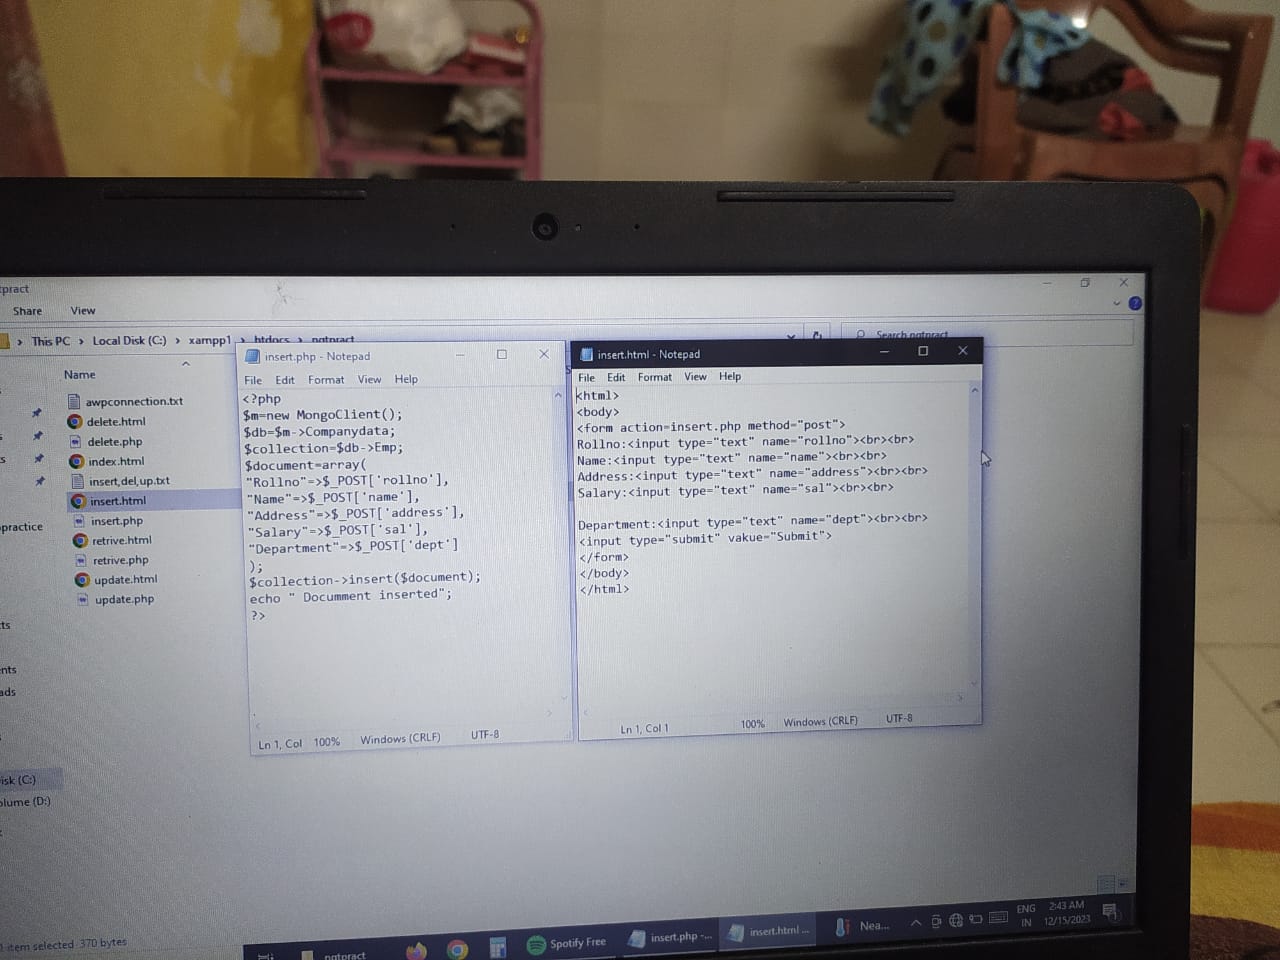 tpract
Share View
This PC > Local Disk (C:) > xampp1 > htdocs > ngtpract
Search ngtpract
Name
awpconnection.txt
delete.html
delete.php
index.html
insert,del,up.txt
insert.html
insert.php
retrive.html
retrive.php
update.html
update.php
practice
ts
nts
ads
isk (C:)
olume (D:)
item selected 370 bytes
insert.php - Notepad
File Edit Format View Help
<?php
$m=new MongoClient();
$db=$m->Companydata;
$collection=$db->Emp;
$document=array(
"Rollno"=>$_POST['rollno'],
"Name"=>$_POST['name'],
"Address"=>$_POST['address'],
"Salary"=>$_POST['sal'],
"Department"=>$_POST['dept']
);
$collection->insert($document);
echo " Documment inserted";
?>
Ln 1, Col 100% Windows (CRLF) UTF-8
insert.html - Notepad
File Edit Format View Help
<html>
<body>
<form action=insert.php method="post">
Rollno:<input type="text" name="rollno"><br><br>
Name:<input type="text" name="name"><br><br>
Address:<input type="text" name="address"><br><br>
Salary:<input type="text" name="sal"><br><br>
Department:<input type="text" name="dept"><br><br>
<input type="submit" vakue="Submit">
</form>
</body>
</html>
Ln 1, Col 1 100% Windows (CRLF) UTF-8
ngtpract
Spotify Free
insert.php -...
insert.html ...
Nea...
ENG
IN
2:43 AM
12/15/2023